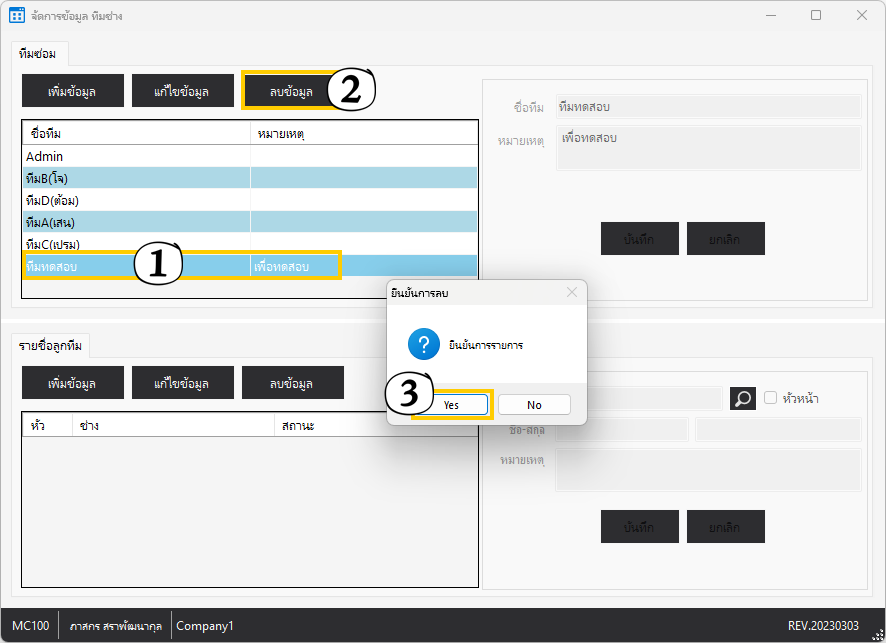 จัดการข้อมูล ทีมช่าง
ทีมซ่อม
เพิ่มข้อมูล แก้ไขข้อมูล ลบข้อมูล 2
ชื่อทีม ทีมทดสอบ
หมายเหตุ เพื่อทดสอบ
ชื่อทีม หมายเหตุ
Admin
ทีมB(โจ)
ทีมD(ต้อม)
ทีมA(เสน)
ทีมC(เปรม)
ทีมทดสอบ 1 เพื่อทดสอบ
บันทึก ยกเลิก
ยืนยันการลบ
? ยืนยันการรายการ
3 Yes No
รายชื่อลูกทีม
เพิ่มข้อมูล แก้ไขข้อมูล ลบข้อมูล
หัวหน้า
หัว ช่าง สถานะ
ชื่อ-สกุล
หมายเหตุ
บันทึก ยกเลิก
MC100 ภาสกร สราพัฒนากุล Company1 REV.20230303